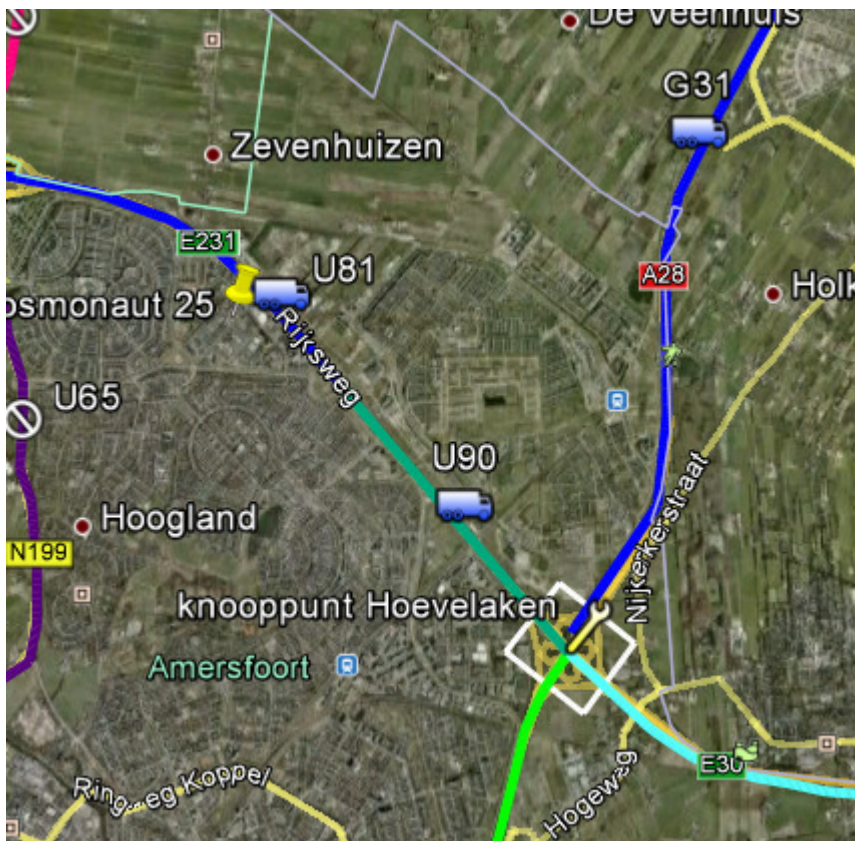 De Veenhuis
G31
Zevenhuizen
E231
U81
A28
Holk
osmonaut 25
Rijksweg
U65
U90
Hoogland
N199
Nijkerkerstraat
knooppunt Hoevelaken
Amersfoort
E30
Koppel
Hogeweg